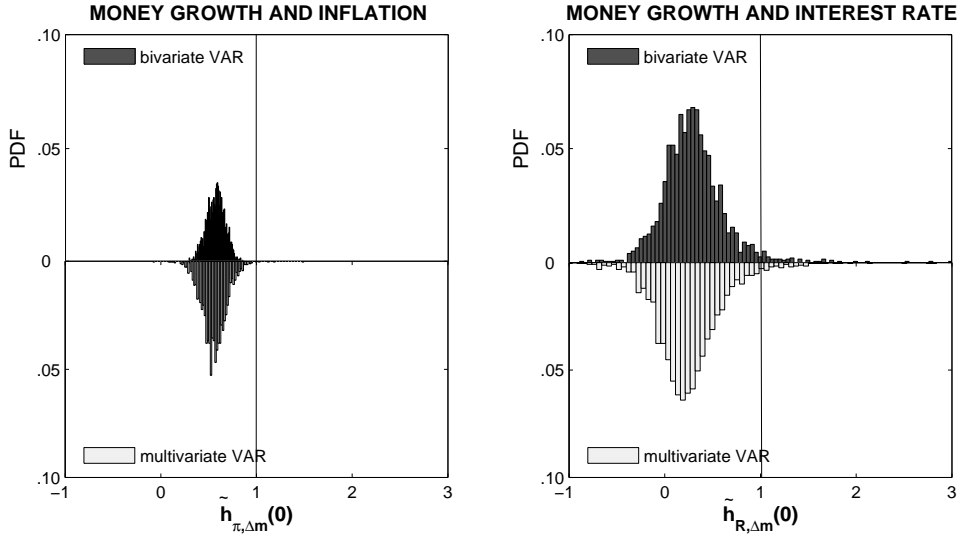 MONEY GROWTH AND INFLATION
.10
bivariate VAR
PDF
.05
0
.05
multivariate VAR
.10
−1 0 1 2 3
h̃π,Δm(0)
MONEY GROWTH AND INTEREST RATE
.10
bivariate VAR
PDF
.05
0
.05
multivariate VAR
.10
−1 0 1 2 3
h̃R,Δm(0)